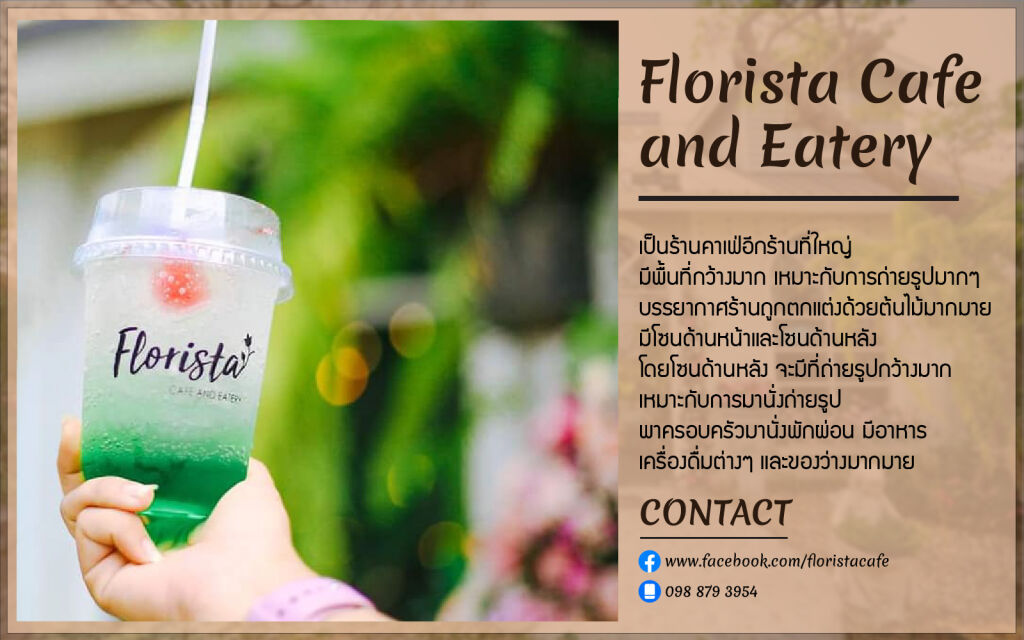 Florista
CAFE AND EATERY
Florista Cafe
and Eatery
เป็นร้านคาเฟ่อีกร้านที่ใหญ่
มีพื้นที่กว้างมาก เหมาะกับการถ่ายรูปมากๆ
บรรยากาศร้านถูกตกแต่งด้วยต้นไม้มากมาย
มีโซนด้านหน้าและโซนด้านหลัง
โดยโซนด้านหลัง จะมีที่ถ่ายรูปกว้างมาก
เหมาะกับการมานั่งถ่ายรูป
พาครอบครัวมานั่งพักผ่อน มีอาหาร
เครื่องดื่มต่างๆ และของว่างมากมาย
CONTACT
www.facebook.com/floristacafe
098 879 3954